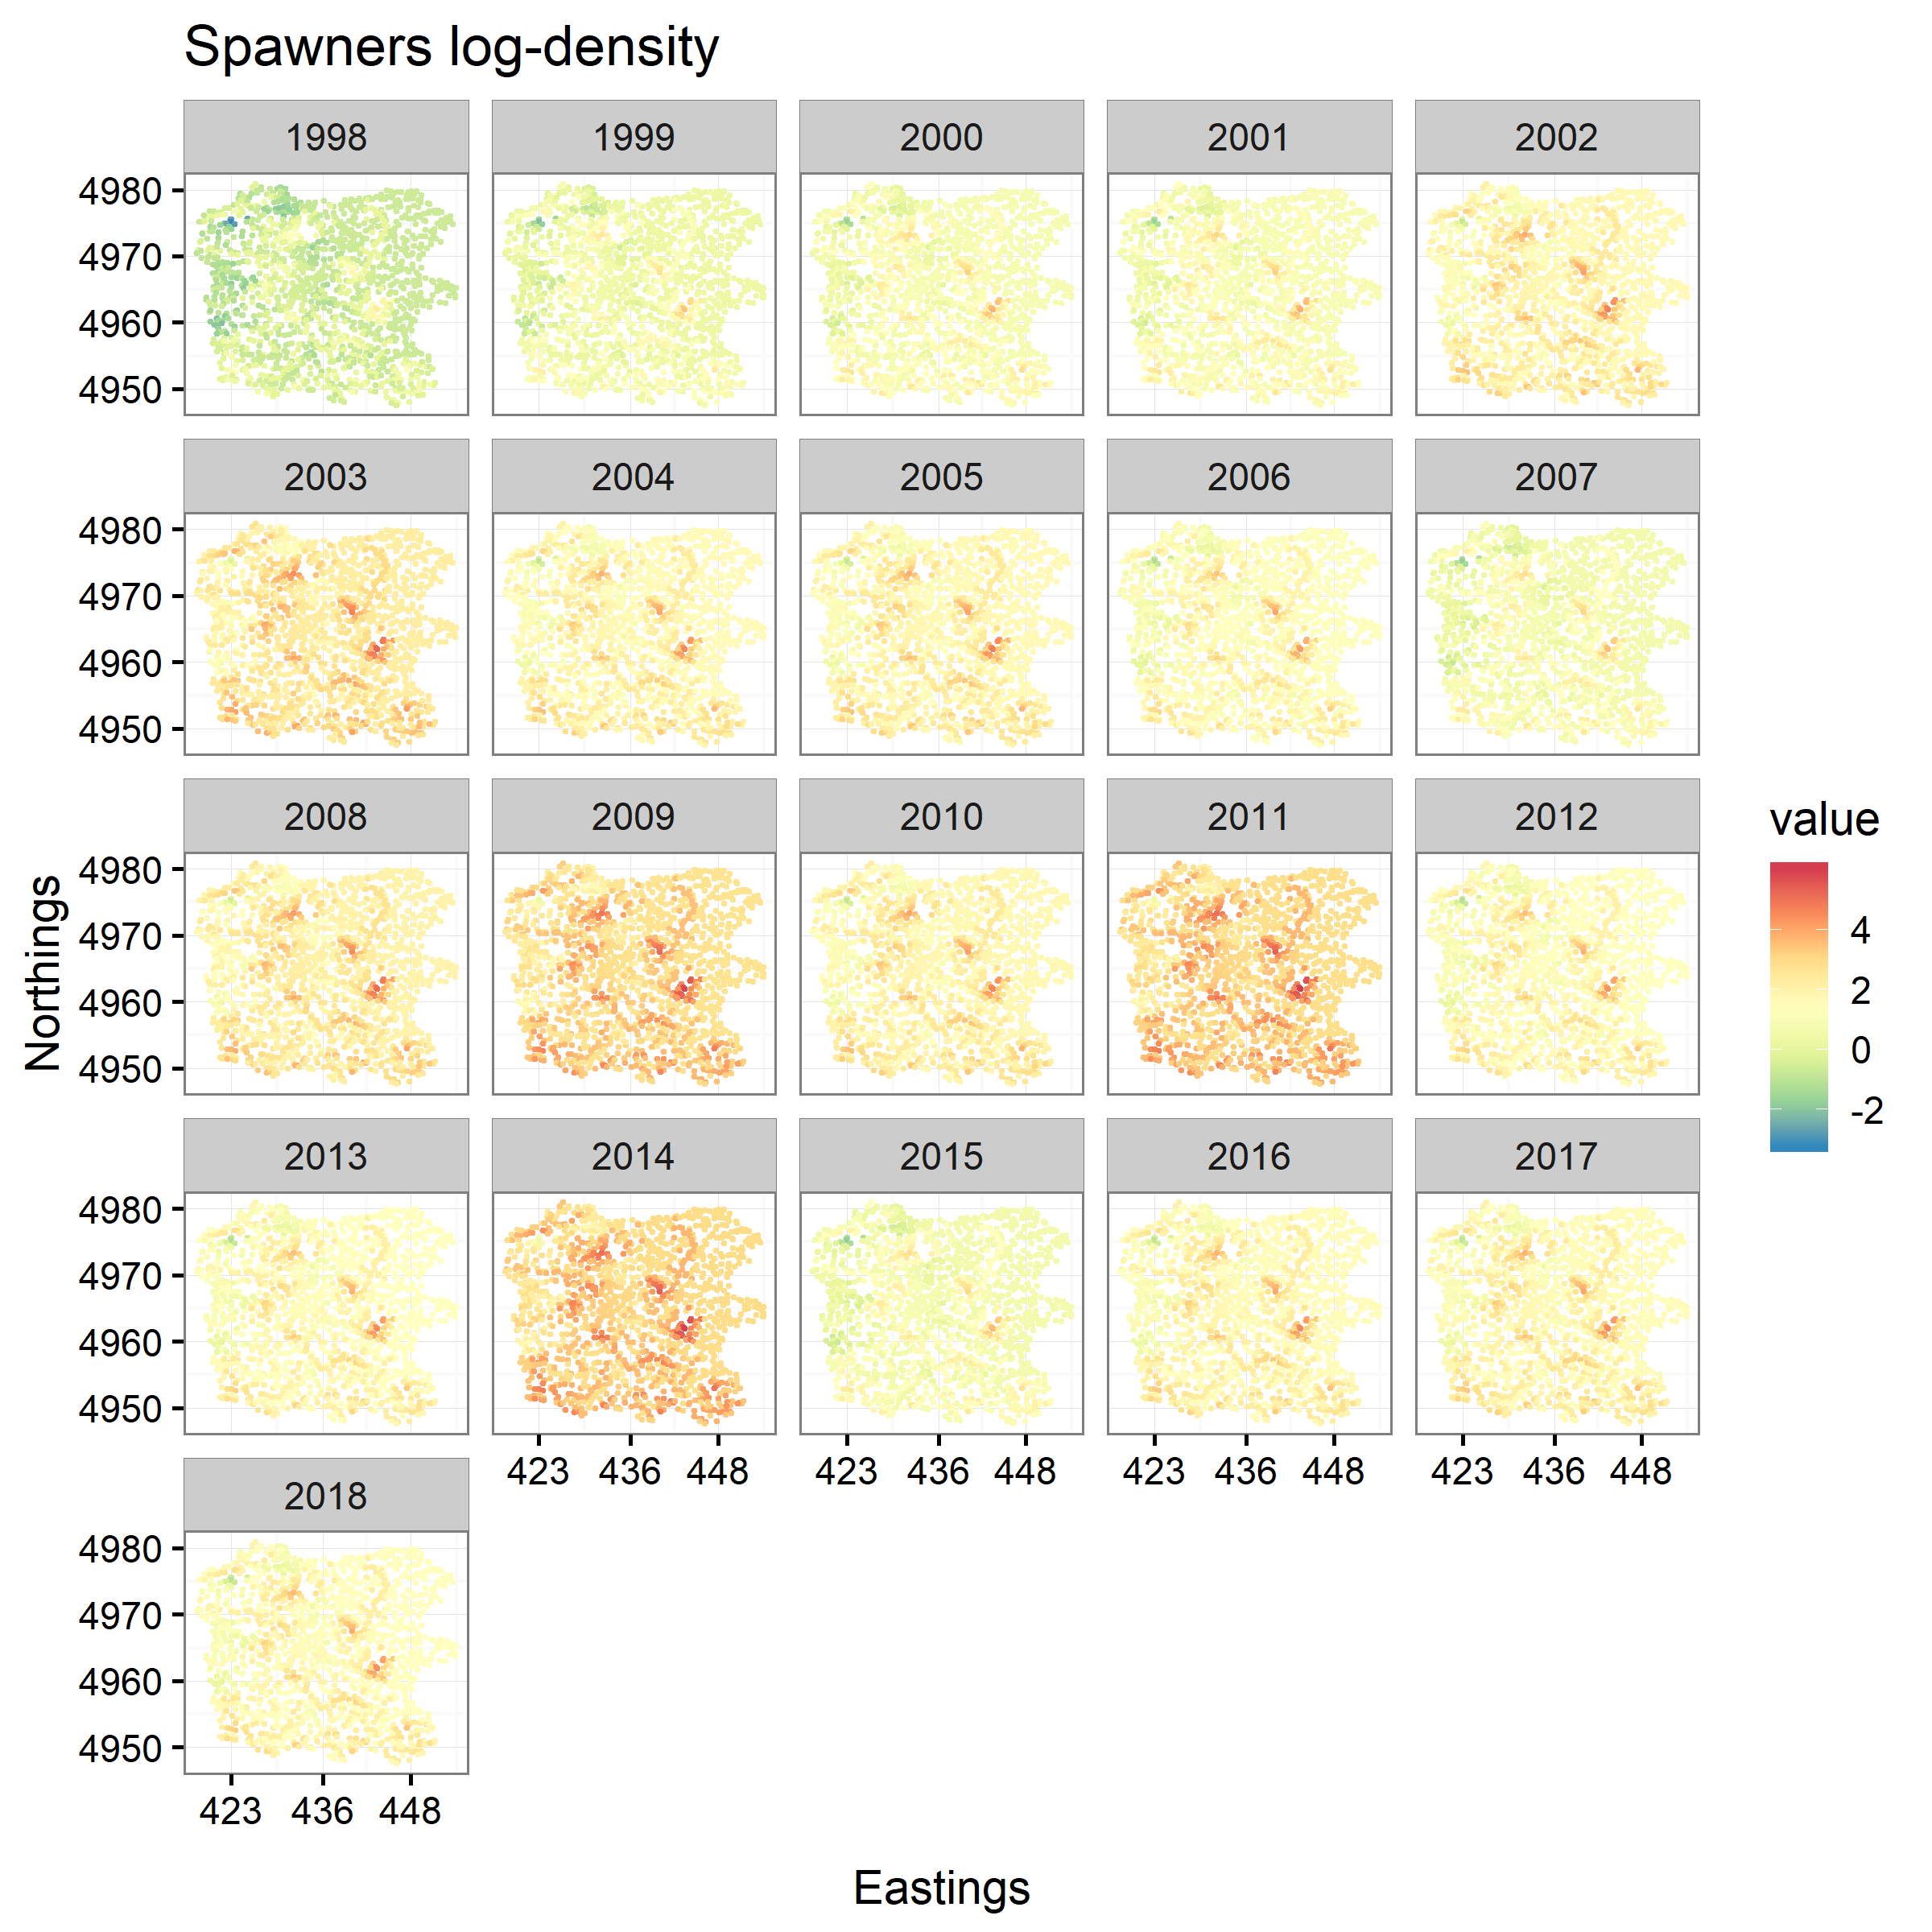 Spawners log-density
1998 1999 2000 2001 2002
4980
4970
4960
4950
2003 2004 2005 2006 2007
4980
4970
4960
4950
2008 2009 2010 2011 2012
4980
4970
4960
4950
2013 2014 2015 2016 2017
4980
4970
4960
4950
423 436 448 423 436 448 423 436 448 423 436 448
2018
4980
4970
4960
4950
423 436 448
Eastings
Northings
value
4
2
0
-2